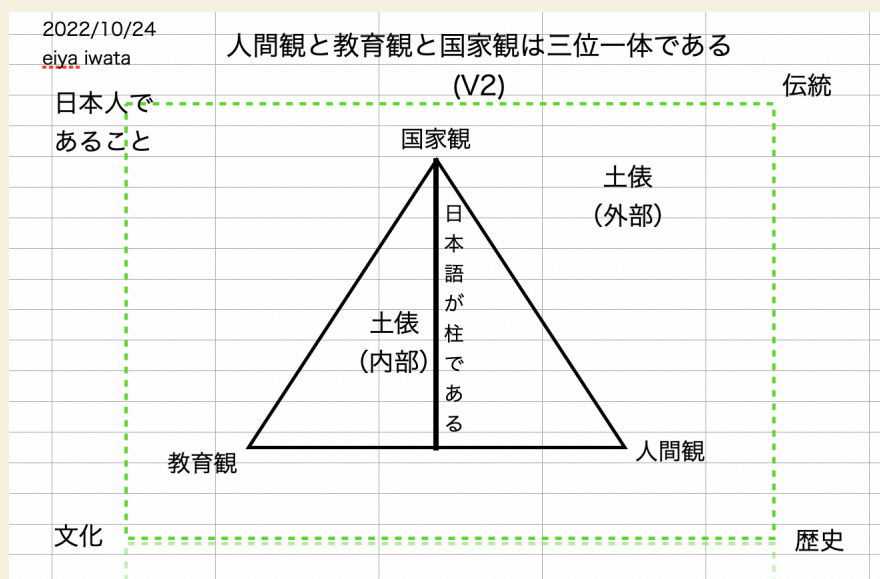 2022/10/24
eiya iwata
人間観と教育観と国家観は三位一体である
(V2)
日本人で
あること
伝統
国家観
土俵
（外部）
日本語が柱である
土俵
（内部）
教育観
人間観
文化
歴史